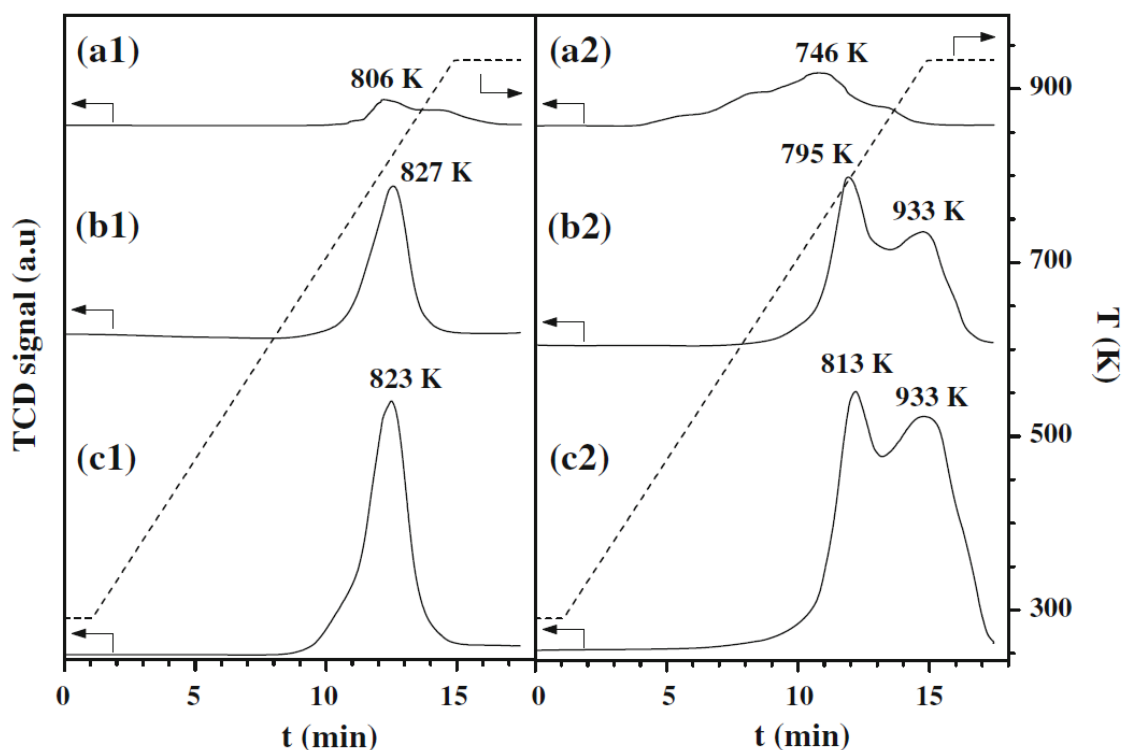 (a1)
806 K
(a2)
746 K
900
827 K
795 K
(b1)
(b2)
933 K
700
TCD signal (a.u)
T (K)
823 K
813 K
933 K
500
(c1)
(c2)
300
0 5 10 15
0 5 10 15
t (min)
t (min)